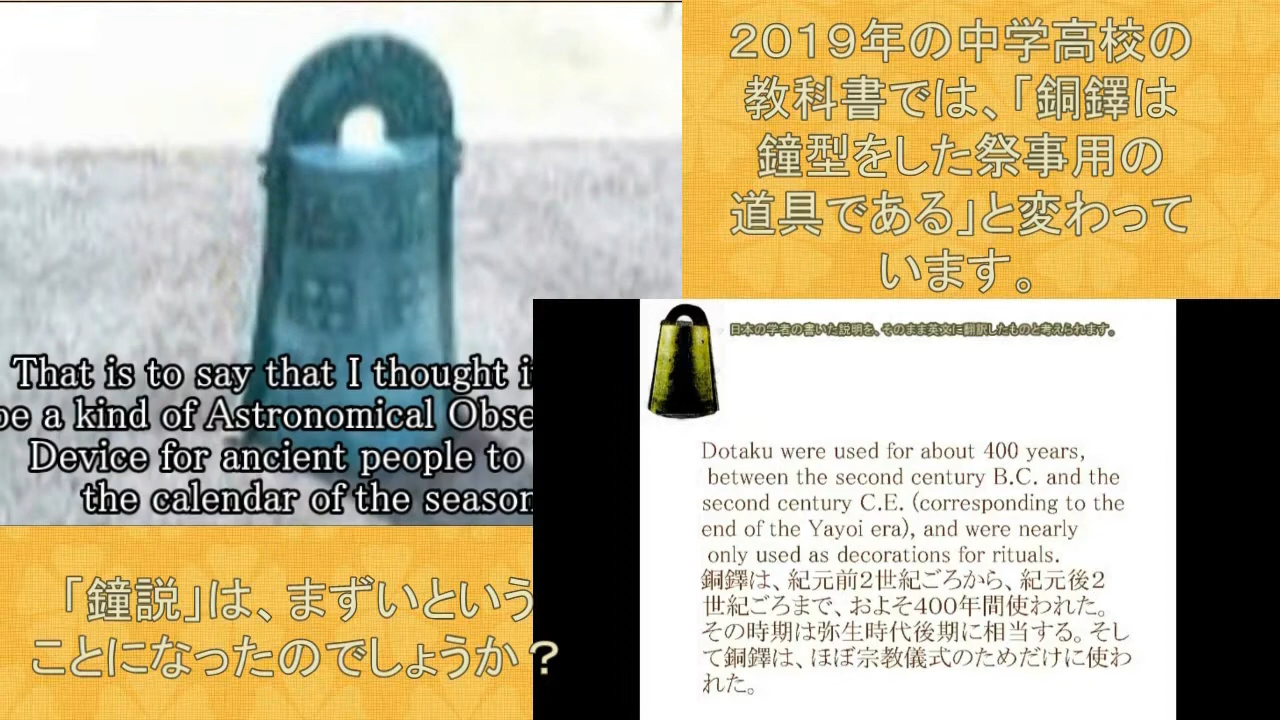 2019年の中学高校の
教科書では、「銅鐸は
鐘型をした祭事用の
道具である」と変わって
います。
That is to say that I thought
be a kind of Astronomical
Device for ancient people to
the calendar of the
「鐘説」は、まずいという
ことになったのでしょうか？
日本の学者の書いた説明を、そのまま英文に翻訳したものと考えられます。
Dotaku were used for about 400 years,
between the second century B.C. and the
second century C.E. (corresponding to the
end of the Yayoi era), and were nearly
only used as decorations for rituals.
銅鐸は、紀元前2世紀ごろから、紀元後2
世紀ごろまで、およそ400年間使われた。
その時期は弥生時代後期に相当する。そし
て銅鐸は、ほぼ宗教儀式のためだけに使わ
れた。